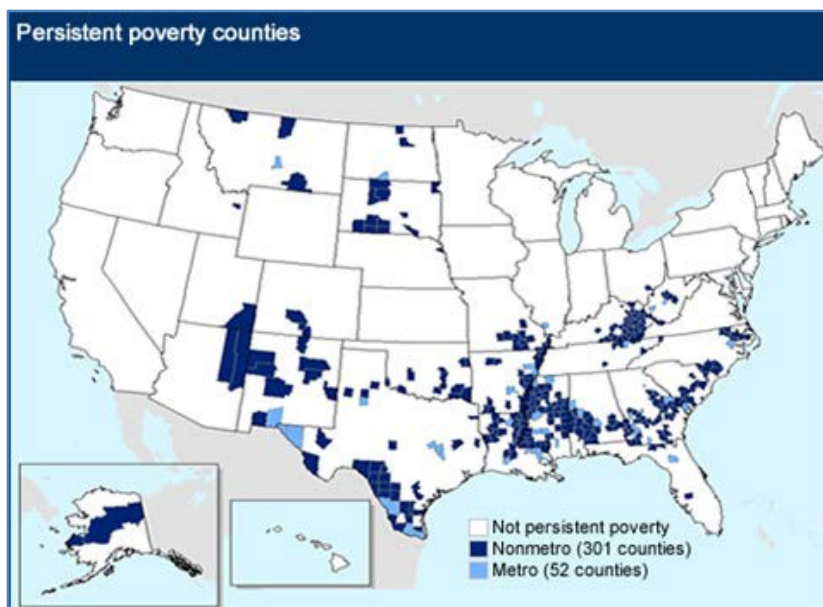 Persistent poverty counties
Not persistent poverty
Nonmetro (301 counties)
Metro (52 counties)